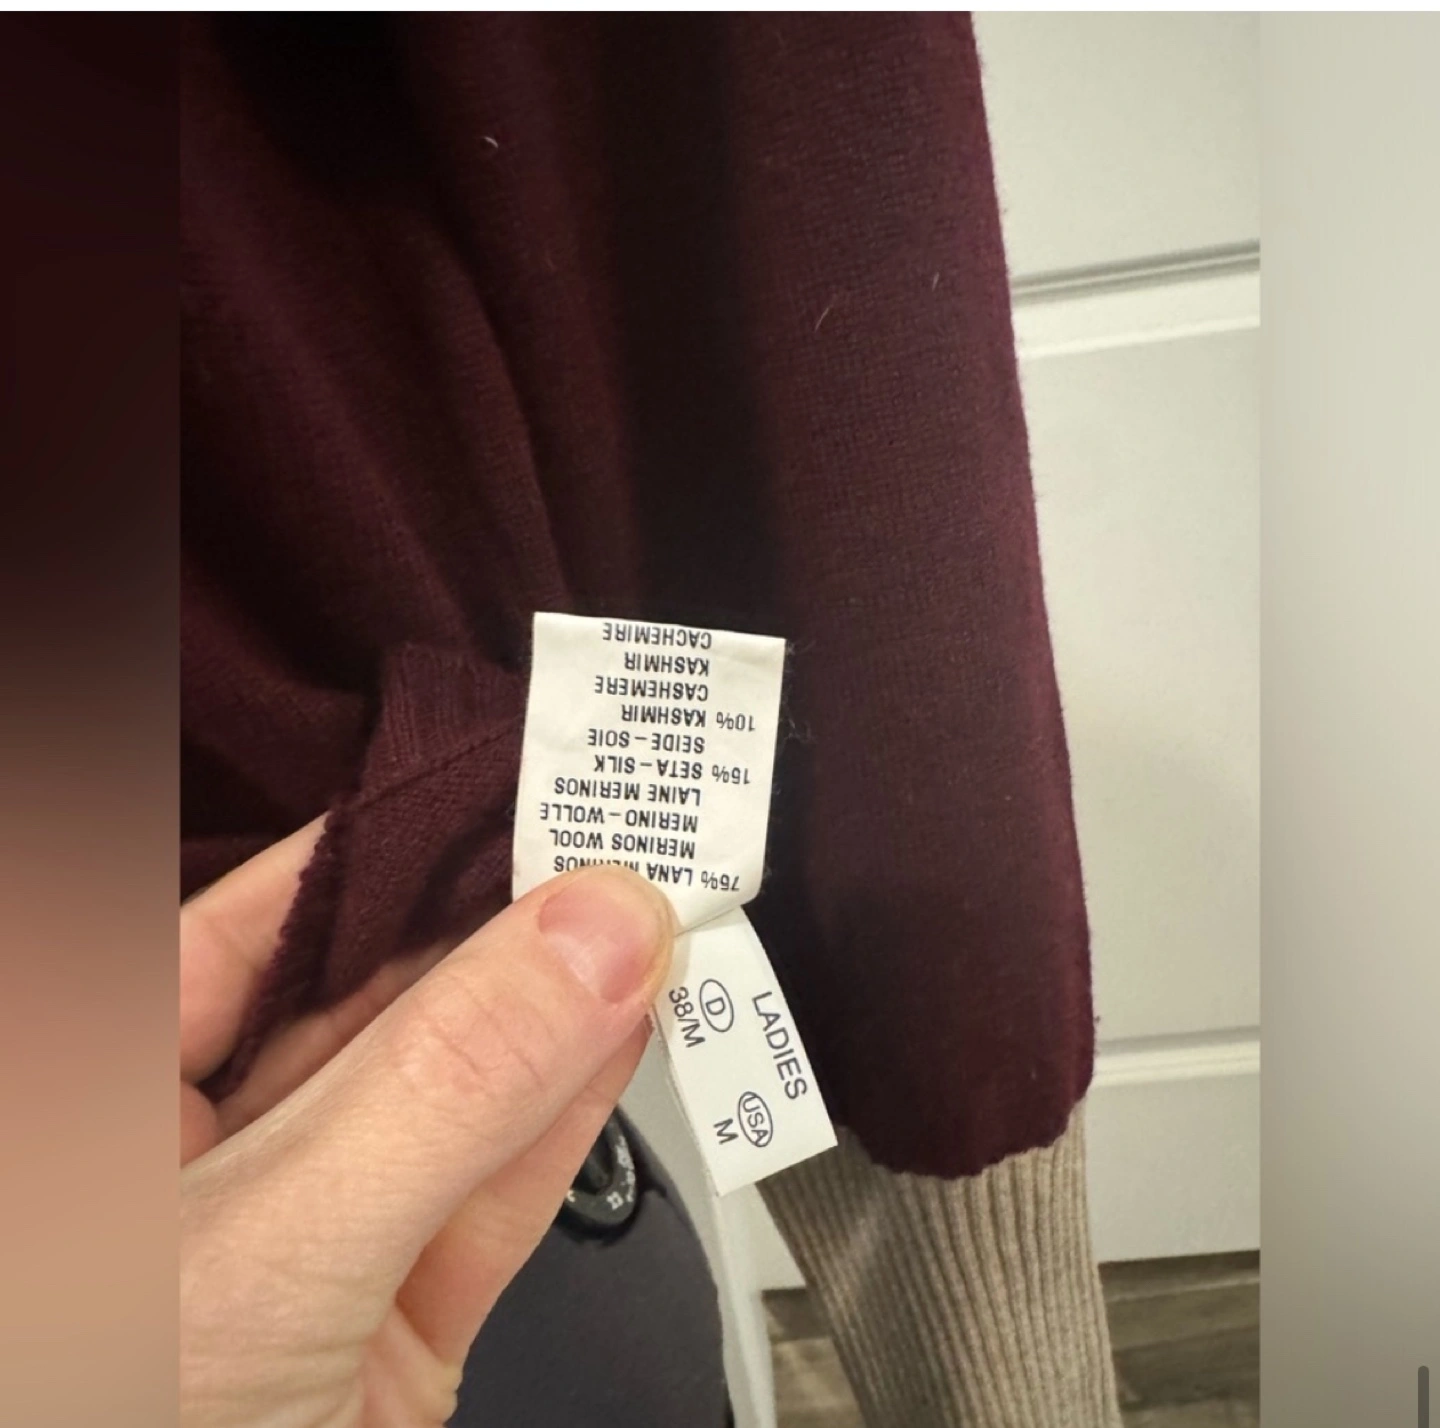 75% LANA MERINOS
MERINOS WOOL
MERINO-WOLLE
LAINE MERINOS
15% SETA-SILK
SEIDE-SOIE
10% KASHMIR
CASHEMERE
KASHMIR
CACHEMIRE
LADIES
D
38/M
USA
M